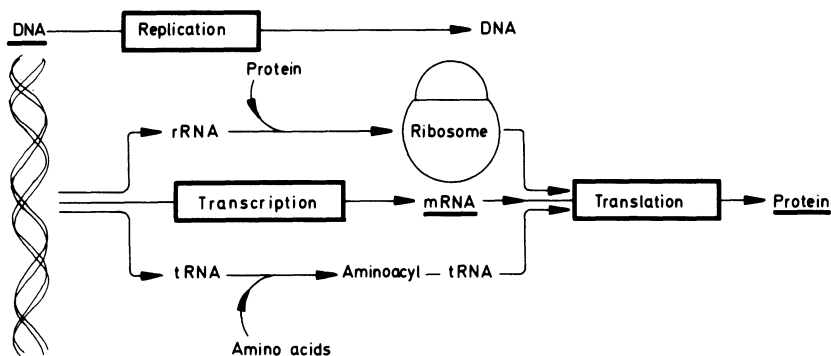 DNA Replication DNA
Protein
rRNA Ribosome
Transcription mRNA Translation Protein
tRNA Aminoacyl - tRNA
Amino acids